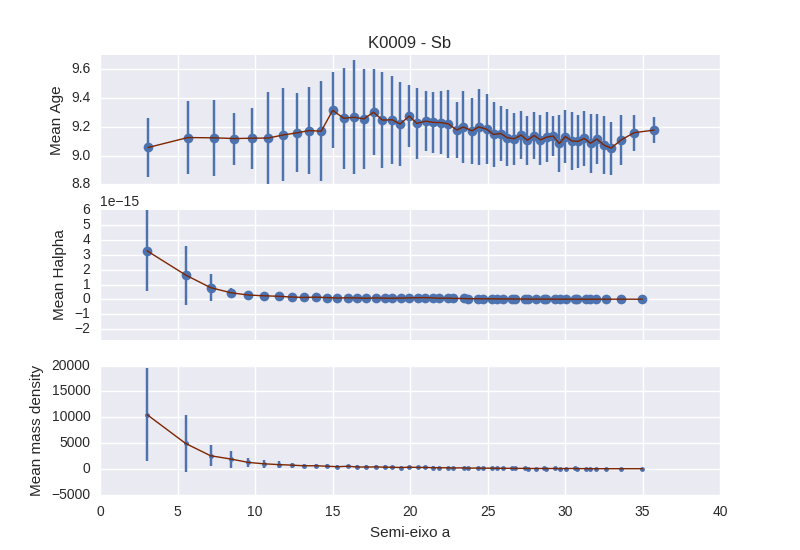 K0009 - Sb
Mean Age
9.6
9.4
9.2
9.0
8.8
1e−15
Mean Halpha
6
5
4
3
2
1
0
−1
−2
Mean mass density
20000
15000
10000
5000
0
−5000
0 5 10 15 20 25 30 35 40
Semi-eixo a